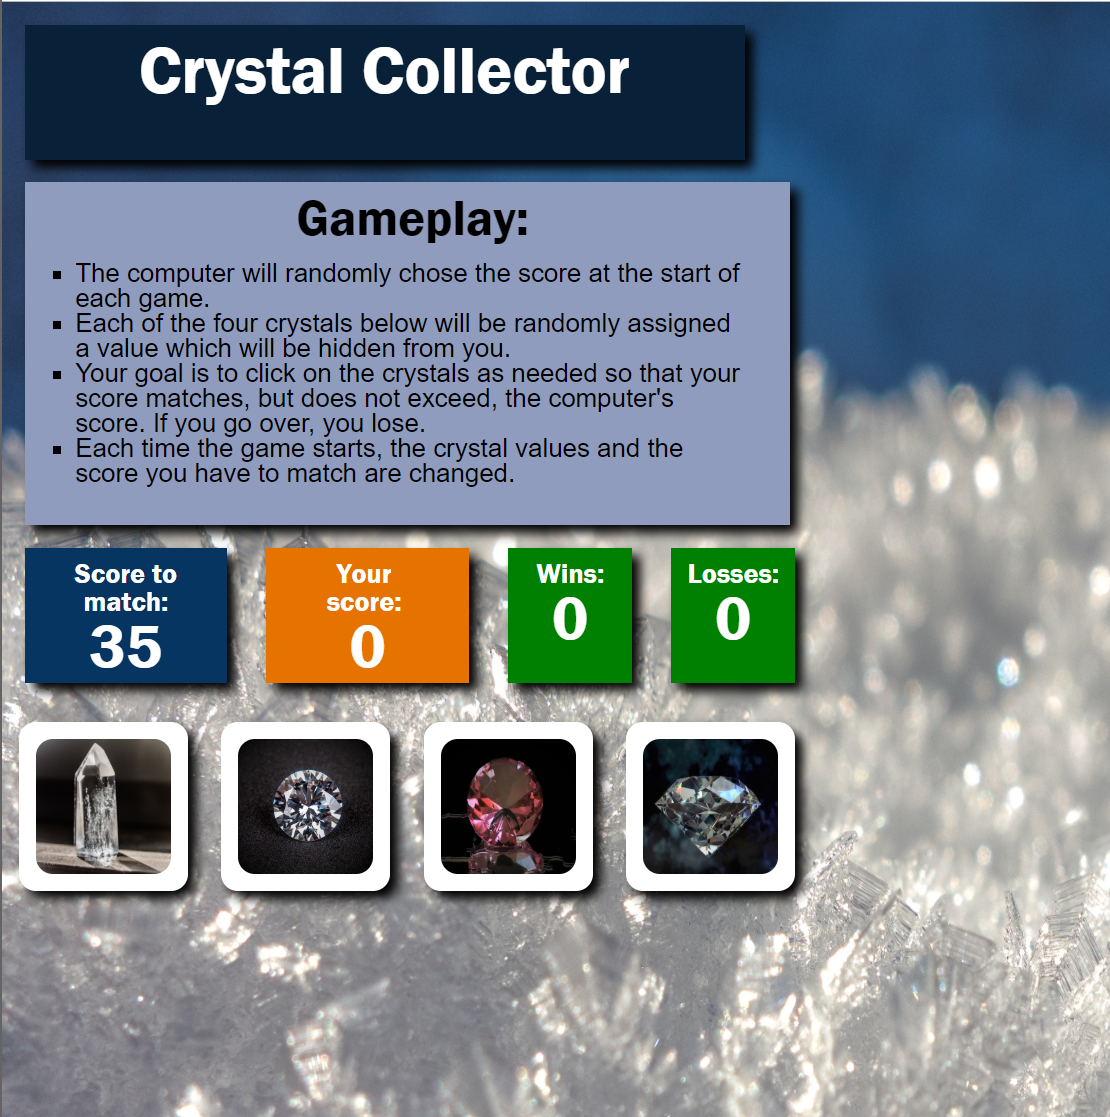 Crystal Collector
Gameplay:
The computer will randomly chose the score at the start of
each game.
Each of the four crystals below will be randomly assigned
a value which will be hidden from you.
Your goal is to click on the crystals as needed so that your
score matches, but does not exceed, the computer's
score. If you go over, you lose.
Each time the game starts, the crystal values and the
score you have to match are changed.
Score to
match:
35
Your
score:
0
Wins:
0
Losses:
0